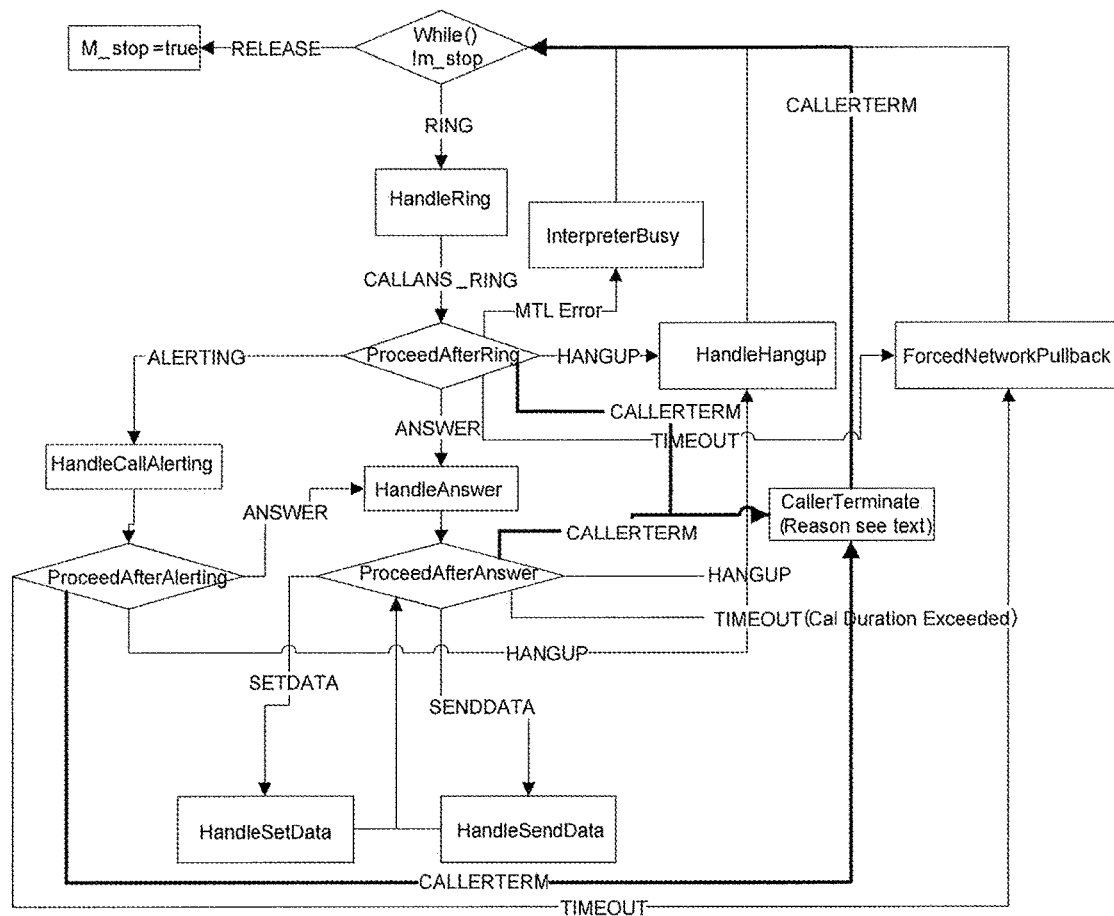 While()
!m_stop
M_stop =true
RELEASE
CALLERTERM
RING
HandleRing
InterpreterBusy
CALLANS_RING
MTL Error
ALERTING
ProceedAfterRing
HANGUP
HandleHangup
ForcedNetworkPullback
CALLERTERM
ANSWER
TIMEOUT
HandleCallAlerting
HandleAnswer
CallerTerminate
(Reason see text)
ANSWER
CALLERTERM
ProceedAfterAlerting
ProceedAfterAnswer
HANGUP
TIMEOUT(Cal Duration Exceeded)
HANGUP
SETDATA
SENDDATA
HandleSetData
HandleSendData
CALLERTERM
TIMEOUT